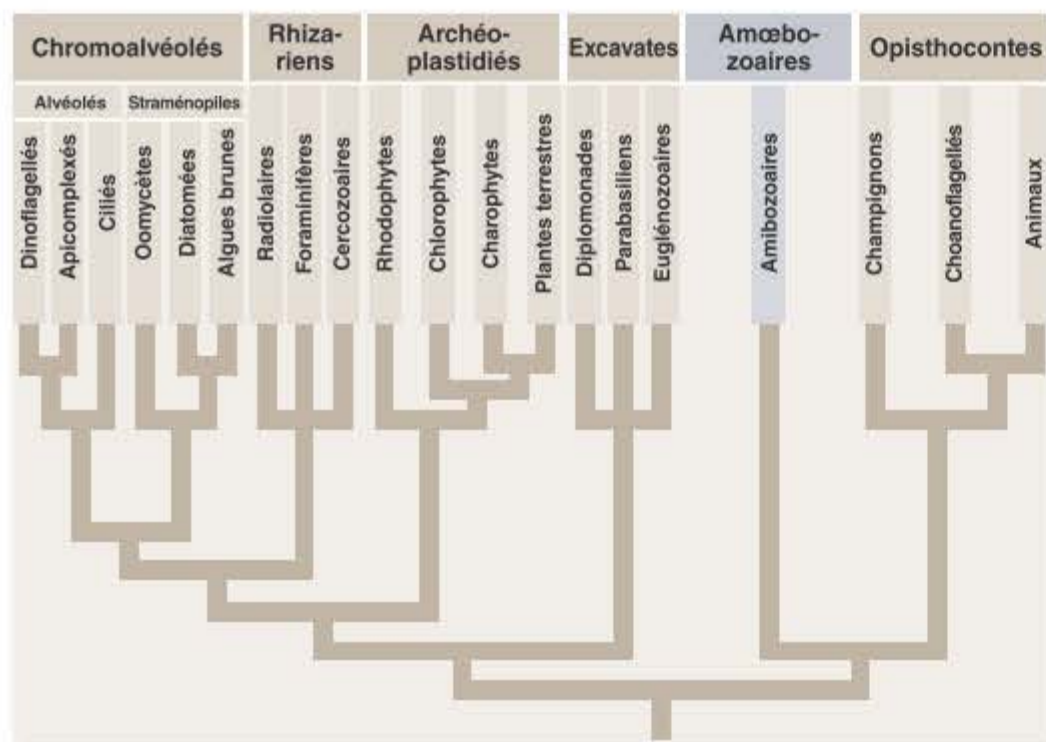 Chromoalvéolés
Rhiza-
riens
Archéo-
plastidiés
Excavates
Amœbo-
zoaires
Opisthocontes
Alvéolés
Straménopiles
Dinoflagellés
Apicomplexés
Ciliés
Oomycètes
Diatomées
Algues brunes
Radiolaires
Foraminifères
Cercozoaires
Rhodophytes
Chlorophytes
Charophytes
Plantes terrestres
Diplomonades
Parabasiliens
Euglénozoaires
Amibozoaires
Champignons
Choanoflagellés
Animaux